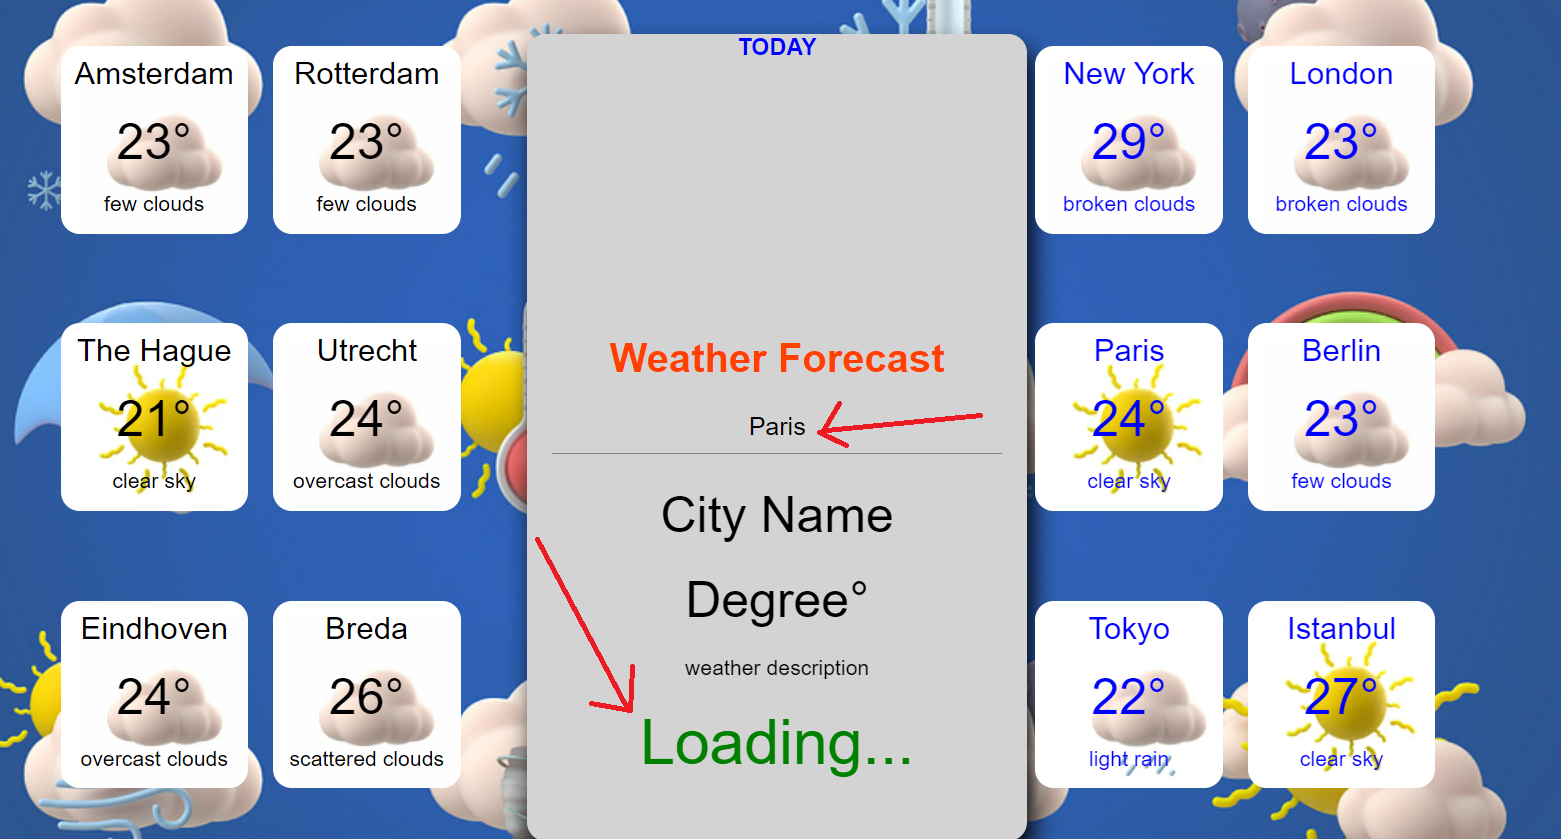 Amsterdam
23°
few clouds
Rotterdam
23°
few clouds
The Hague
21°
clear sky
Utrecht
24°
overcast clouds
Eindhoven
24°
overcast clouds
Breda
26°
scattered clouds
TODAY
Weather Forecast
Paris
City Name
Degree°
weather description
Loading...
New York
29°
broken clouds
London
23°
broken clouds
Paris
24°
clear sky
Berlin
23°
few clouds
Tokyo
22°
light rain
Istanbul
27°
clear sky